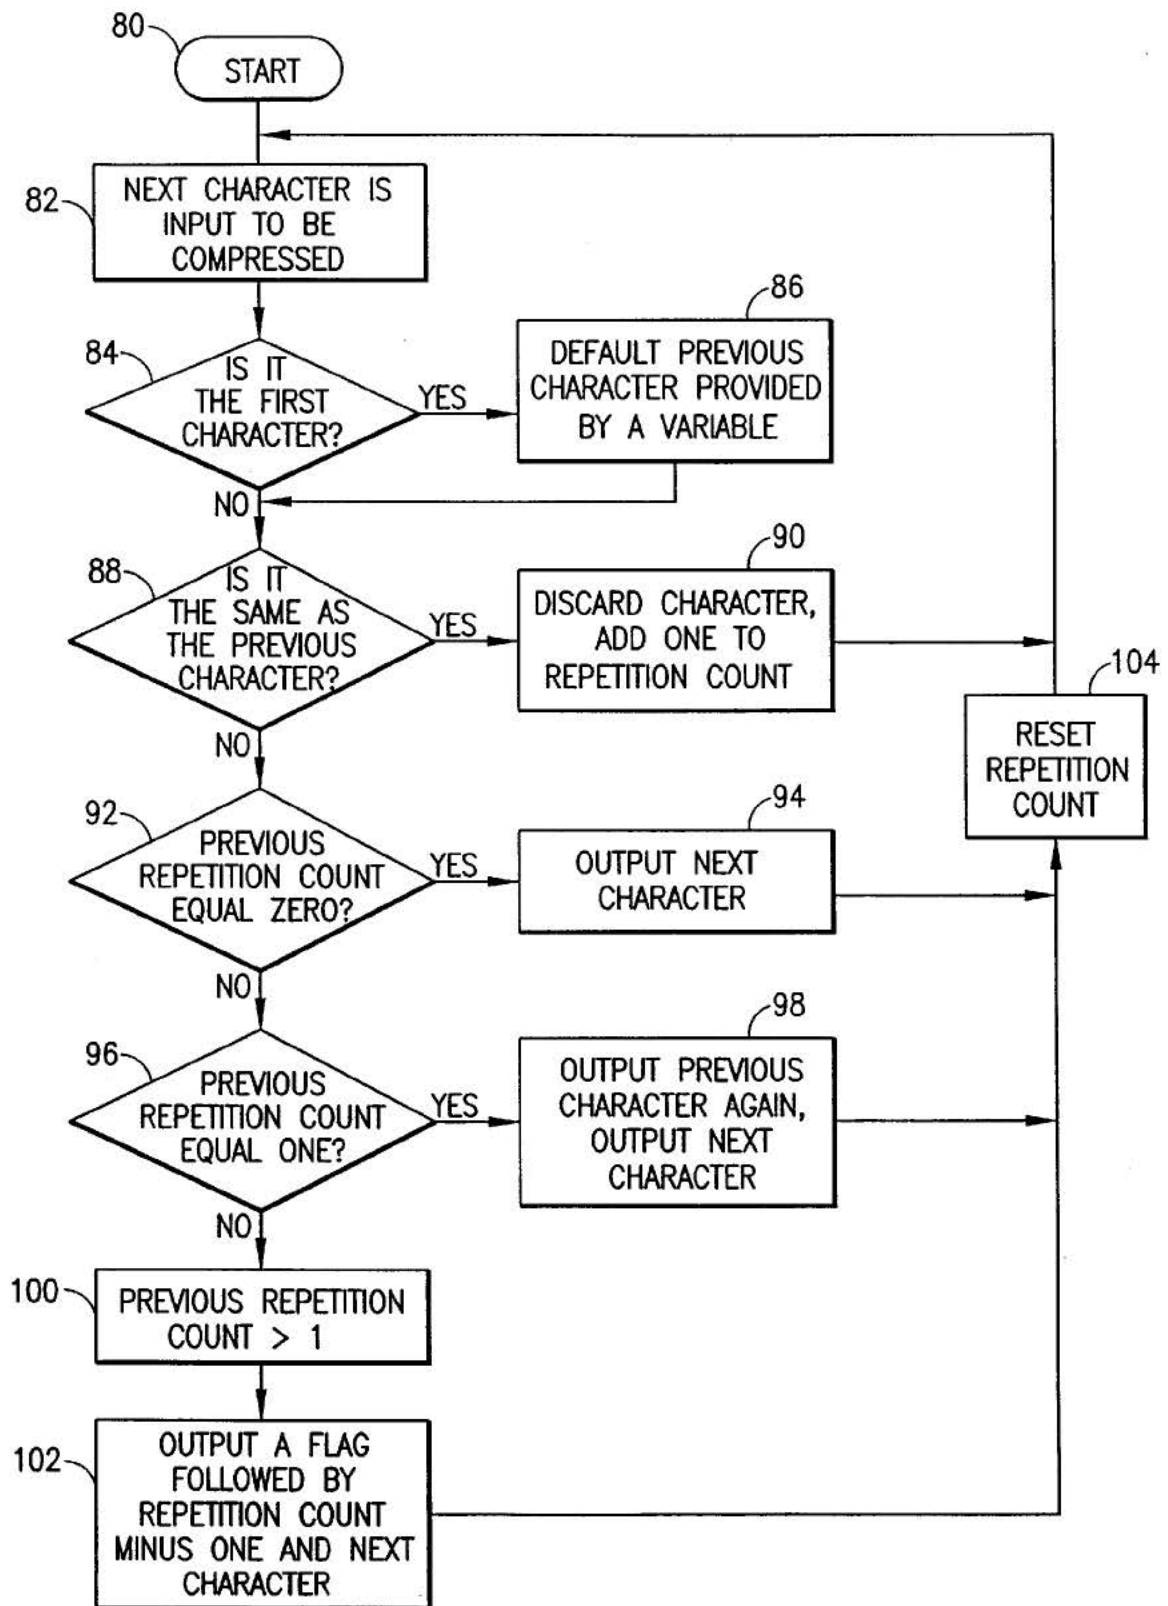 80
START
82
NEXT CHARACTER IS
INPUT TO BE
COMPRESSED
84
IS IT
THE FIRST
CHARACTER?
YES
NO
86
DEFAULT PREVIOUS
CHARACTER PROVIDED
BY A VARIABLE
88
IS IT
THE SAME AS
THE PREVIOUS
CHARACTER?
YES
NO
90
DISCARD CHARACTER,
ADD ONE TO
REPETITION COUNT
104
RESET
REPETITION
COUNT
92
PREVIOUS
REPETITION COUNT
EQUAL ZERO?
YES
NO
94
OUTPUT NEXT
CHARACTER
96
PREVIOUS
REPETITION COUNT
EQUAL ONE?
YES
NO
98
OUTPUT PREVIOUS
CHARACTER AGAIN,
OUTPUT NEXT
CHARACTER
100
PREVIOUS REPETITION
COUNT > 1
102
OUTPUT A FLAG
FOLLOWED BY
REPETITION COUNT
MINUS ONE AND NEXT
CHARACTER